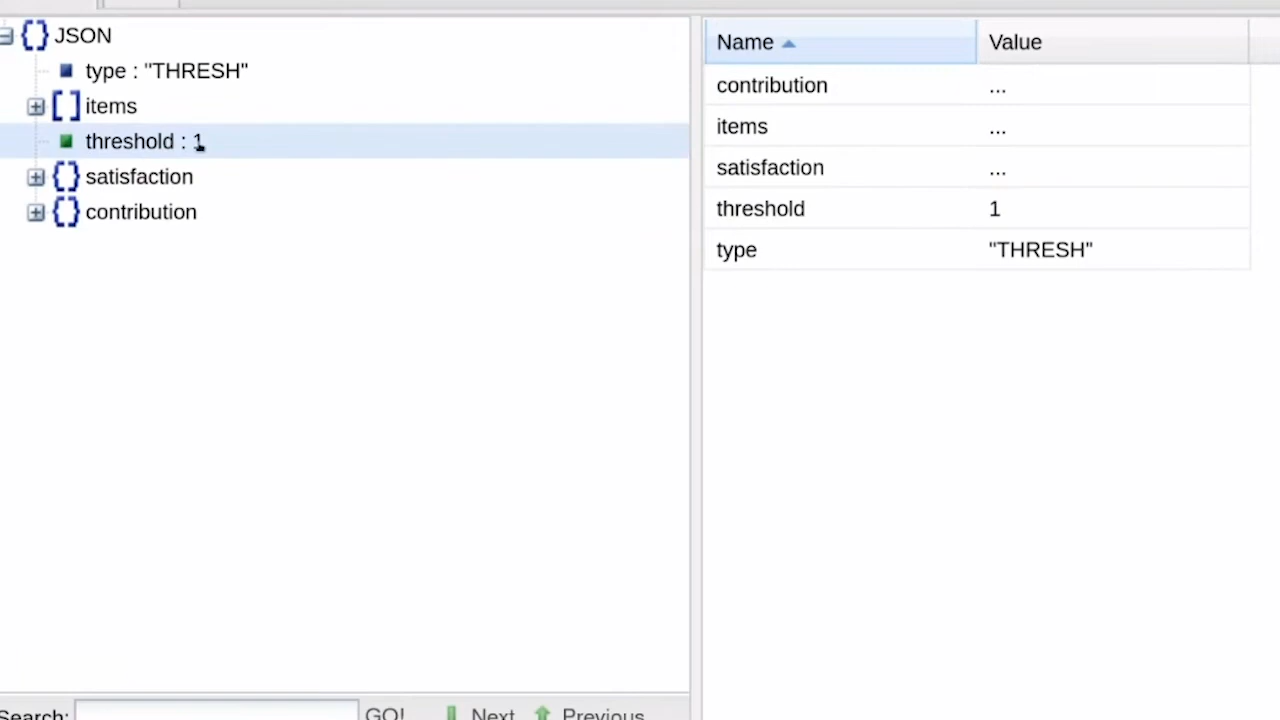 JSON
type : "THRESH"
items
threshold : 1
satisfaction
contribution
Name Value
contribution ...
items ...
satisfaction ...
threshold 1
type "THRESH"
Search: GO! Next Previous